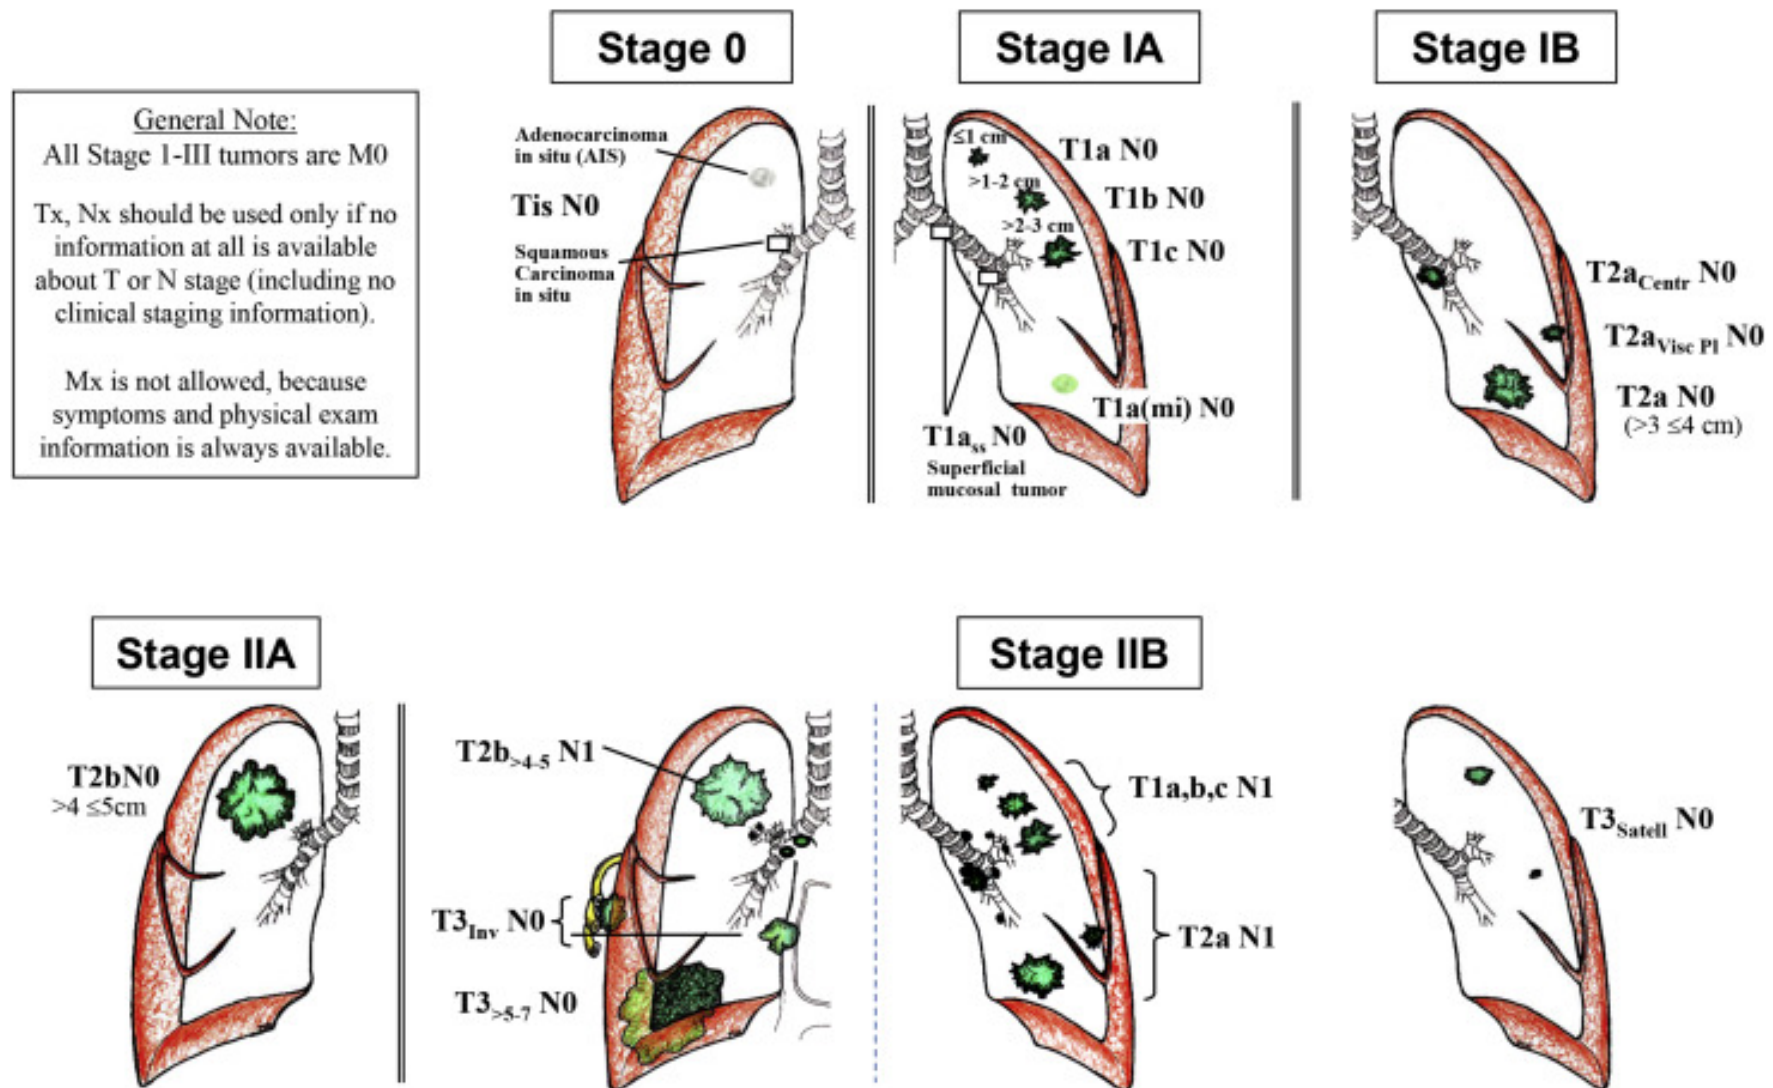 Stage 0
Stage IA
Stage IB
General Note:
All Stage 1-III tumors are M0
Tx, Nx should be used only if no
information at all is available
about T or N stage (including no
clinical staging information).
Mx is not allowed, because
symptoms and physical exam
information is always available.
Adenocarcinoma
in situ (AIS)
Tis N0
Squamous
Carcinoma
in situ
≤1 cm
T1a N0
>1-2 cm
T1b N0
>2-3 cm
T1c N0
T1a(mi) N0
T1ass N0
Superficial
mucosal tumor
T2aCentr N0
T2aVisc Pl N0
T2a N0
(>3 ≤4 cm)
Stage IIA
Stage IIB
T2bN0
>4 ≤5cm
T2b>4-5 N1
T3Inv N0
T3>5-7 N0
T1a,b,c N1
T2a N1
T3Satell N0